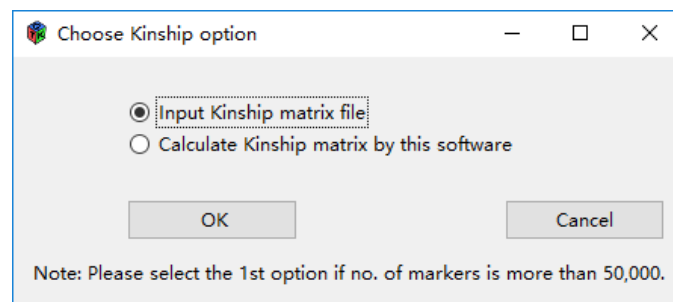 Choose Kinship option
Input Kinship matrix file
Calculate Kinship matrix by this software
OK Cancel
Note: Please select the 1st option if no. of markers is more than 50,000.